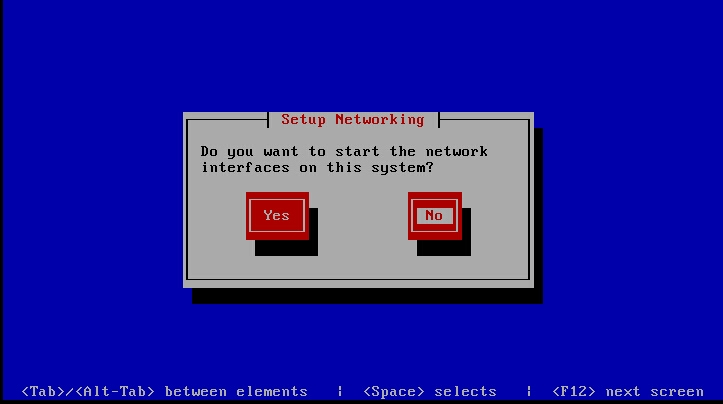 Setup Networking
Do you want to start the network
interfaces on this system?
Yes No
<Tab>/<Alt-Tab> between elements | <Space> selects | <F12> next screen